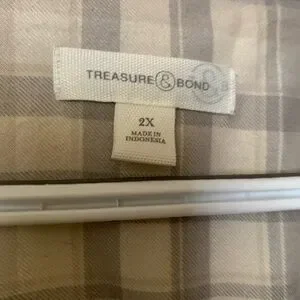 TREASURE & BOND
&
2X
MADE IN
INDONESIA